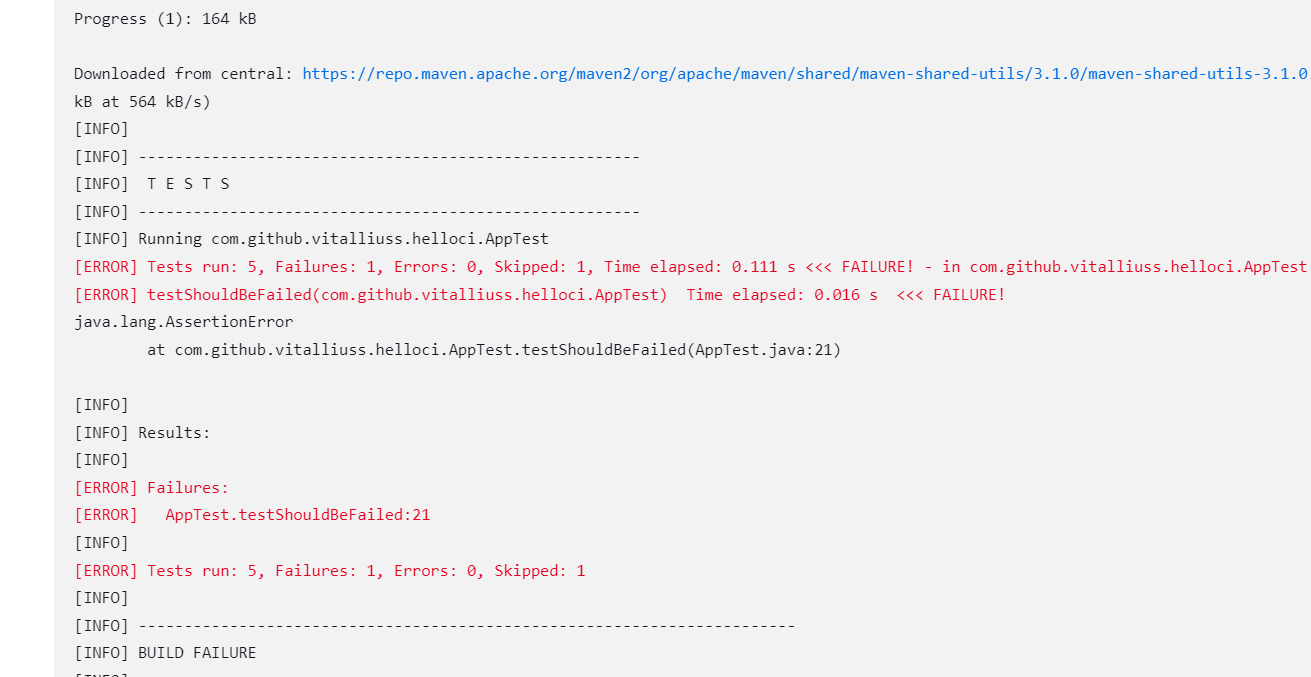 Progress (1): 164 kB
Downloaded from central: https://repo.maven.apache.org/maven2/org/apache/maven/shared/maven-shared-utils/3.1.0/maven-shared-utils-3.1.0
kB at 564 kB/s)
[INFO]
[INFO] -------------------------------------------------------
[INFO]  T E S T S
[INFO] -------------------------------------------------------
[INFO] Running com.github.vitalliuss.helloci.AppTest
[ERROR] Tests run: 5, Failures: 1, Errors: 0, Skipped: 1, Time elapsed: 0.111 s <<< FAILURE! - in com.github.vitalliuss.helloci.AppTest
[ERROR] testShouldBeFailed(com.github.vitalliuss.helloci.AppTest)  Time elapsed: 0.016 s  <<< FAILURE!
java.lang.AssertionError
        at com.github.vitalliuss.helloci.AppTest.testShouldBeFailed(AppTest.java:21)
[INFO]
[INFO] Results:
[INFO]
[ERROR] Failures:
[ERROR]   AppTest.testShouldBeFailed:21
[INFO]
[ERROR] Tests run: 5, Failures: 1, Errors: 0, Skipped: 1
[INFO]
[INFO] ------------------------------------------------------------------------
[INFO] BUILD FAILURE